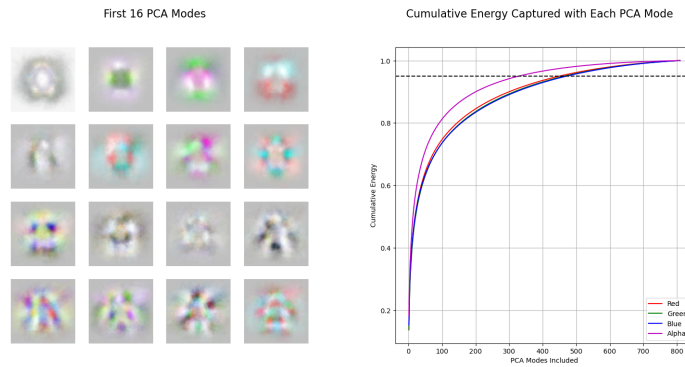 First 16 PCA Modes
Cumulative Energy Captured with Each PCA Mode
Cumulative Energy
1.0
0.8
0.6
0.4
0.2
0
100
200
300
400
500
600
700
800
PCA Modes Included
Red
Green
Blue
Alpha